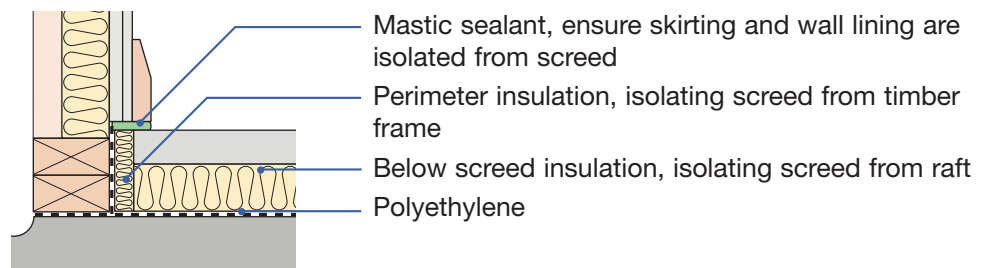 Mastic sealant, ensure skirting and wall lining are
isolated from screed
Perimeter insulation, isolating screed from timber
frame
Below screed insulation, isolating screed from raft
Polyethylene